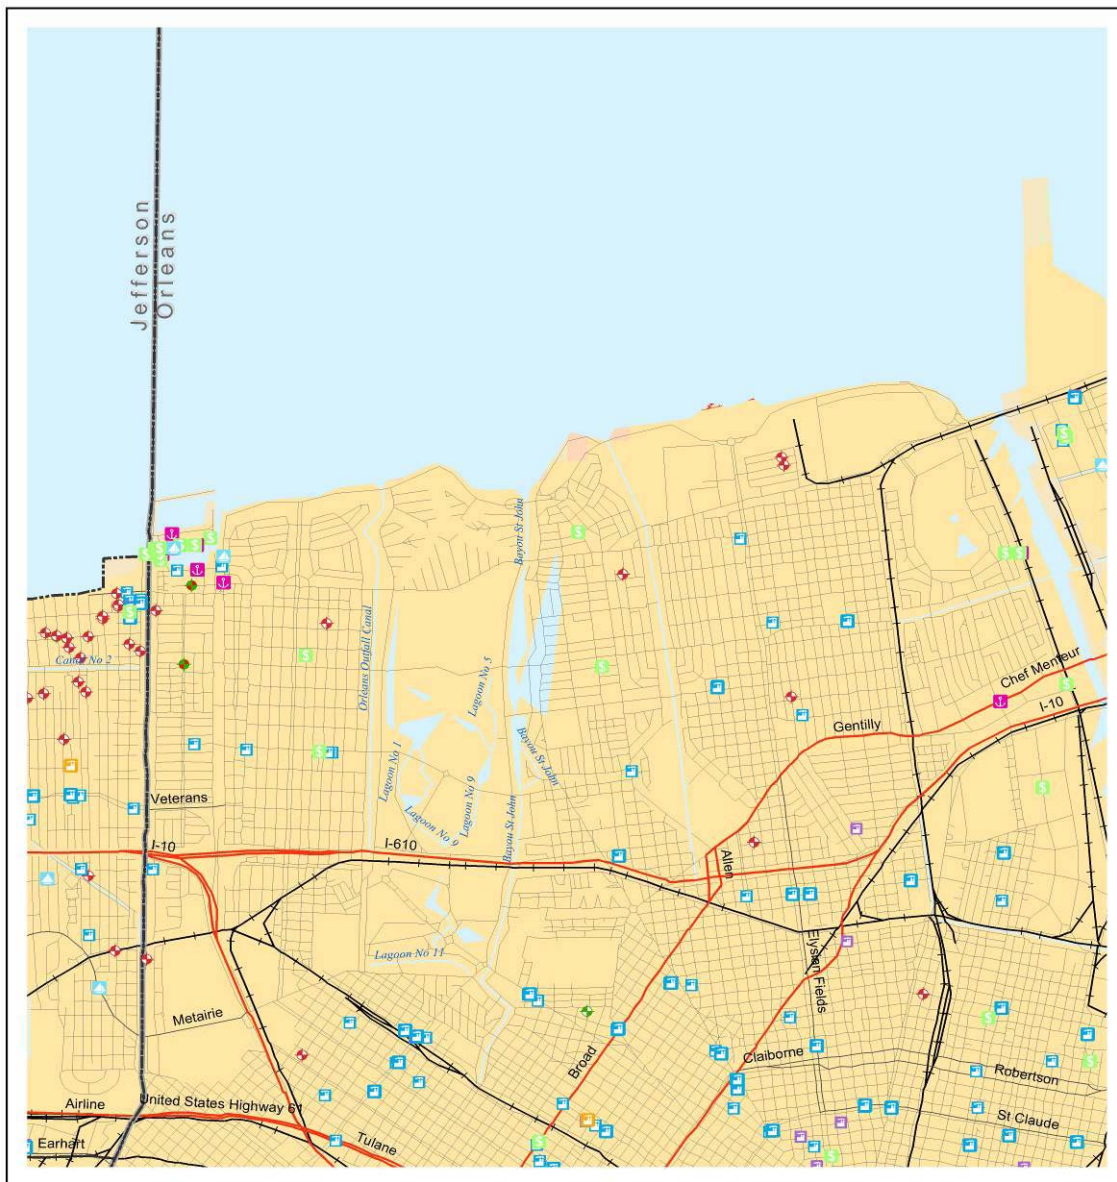 Jefferson
Orleans
Bayou St John
Canal No 2
Orleans Outfall Canal
Lagoon No 5
Chef Menteur
I-10
Gentilly
Lagoon No 1
Bayou St John
Veterans
Lagoon No 9
Lagoon No 9
Bayou St John
I-10
I-610
Allen
Lagoon No 11
Elysian Fields
Metairie
Broad
Claiborne
Robertson
Airline
United States Highway 61
St Claude
Earhart
Tulane